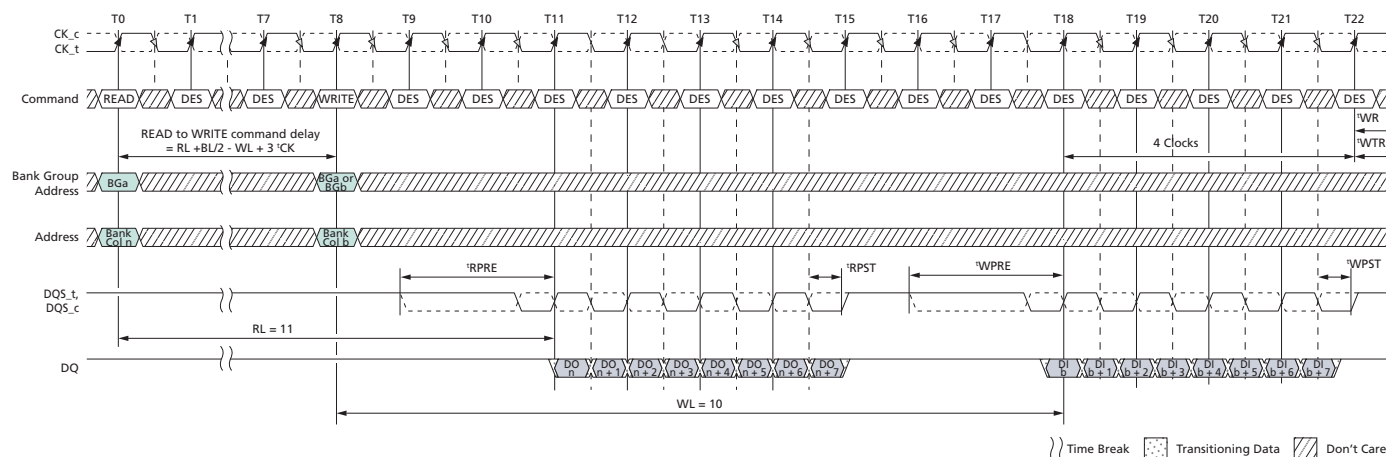 T0 T1 T7 T8 T9 T10 T11 T12 T13 T14 T15 T16 T17 T18 T19 T20 T21 T22
CK_c
CK_t
Command READ DES DES WRITE DES DES DES DES DES DES DES DES DES DES DES DES DES DES
tWR
READ to WRITE command delay
= RL +BL/2 - WL + 3 tCK
4 Clocks
tWTR
Bank Group
Address
BGa
BGa or
BGb
Address
Bank
Col n
Bank
Col b
tRPRE tRPST tWPRE tWPST
DQS_t,
DQS_c
RL = 11
DQ
DO
n
DO
n + 1
DO
n + 2
DO
n + 3
DO
n + 4
DO
n + 5
DO
n + 6
DO
n + 7
DI
b
DI
b + 1
DI
b + 2
DI
b + 3
DI
b + 4
DI
b + 5
DI
b + 6
DI
b + 7
WL = 10
Time Break Transitioning Data Don't Care